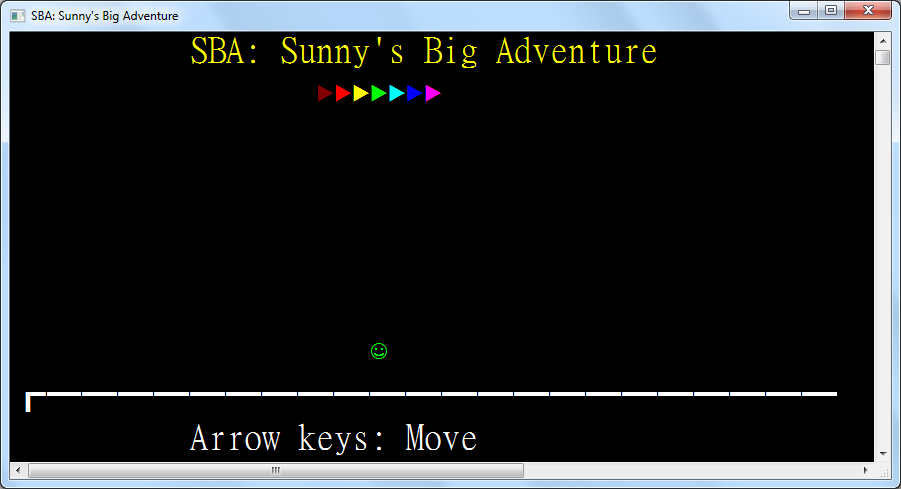 SBA: Sunny's Big Adventure
SBA: Sunny's Big Adventure
Arrow keys: Move